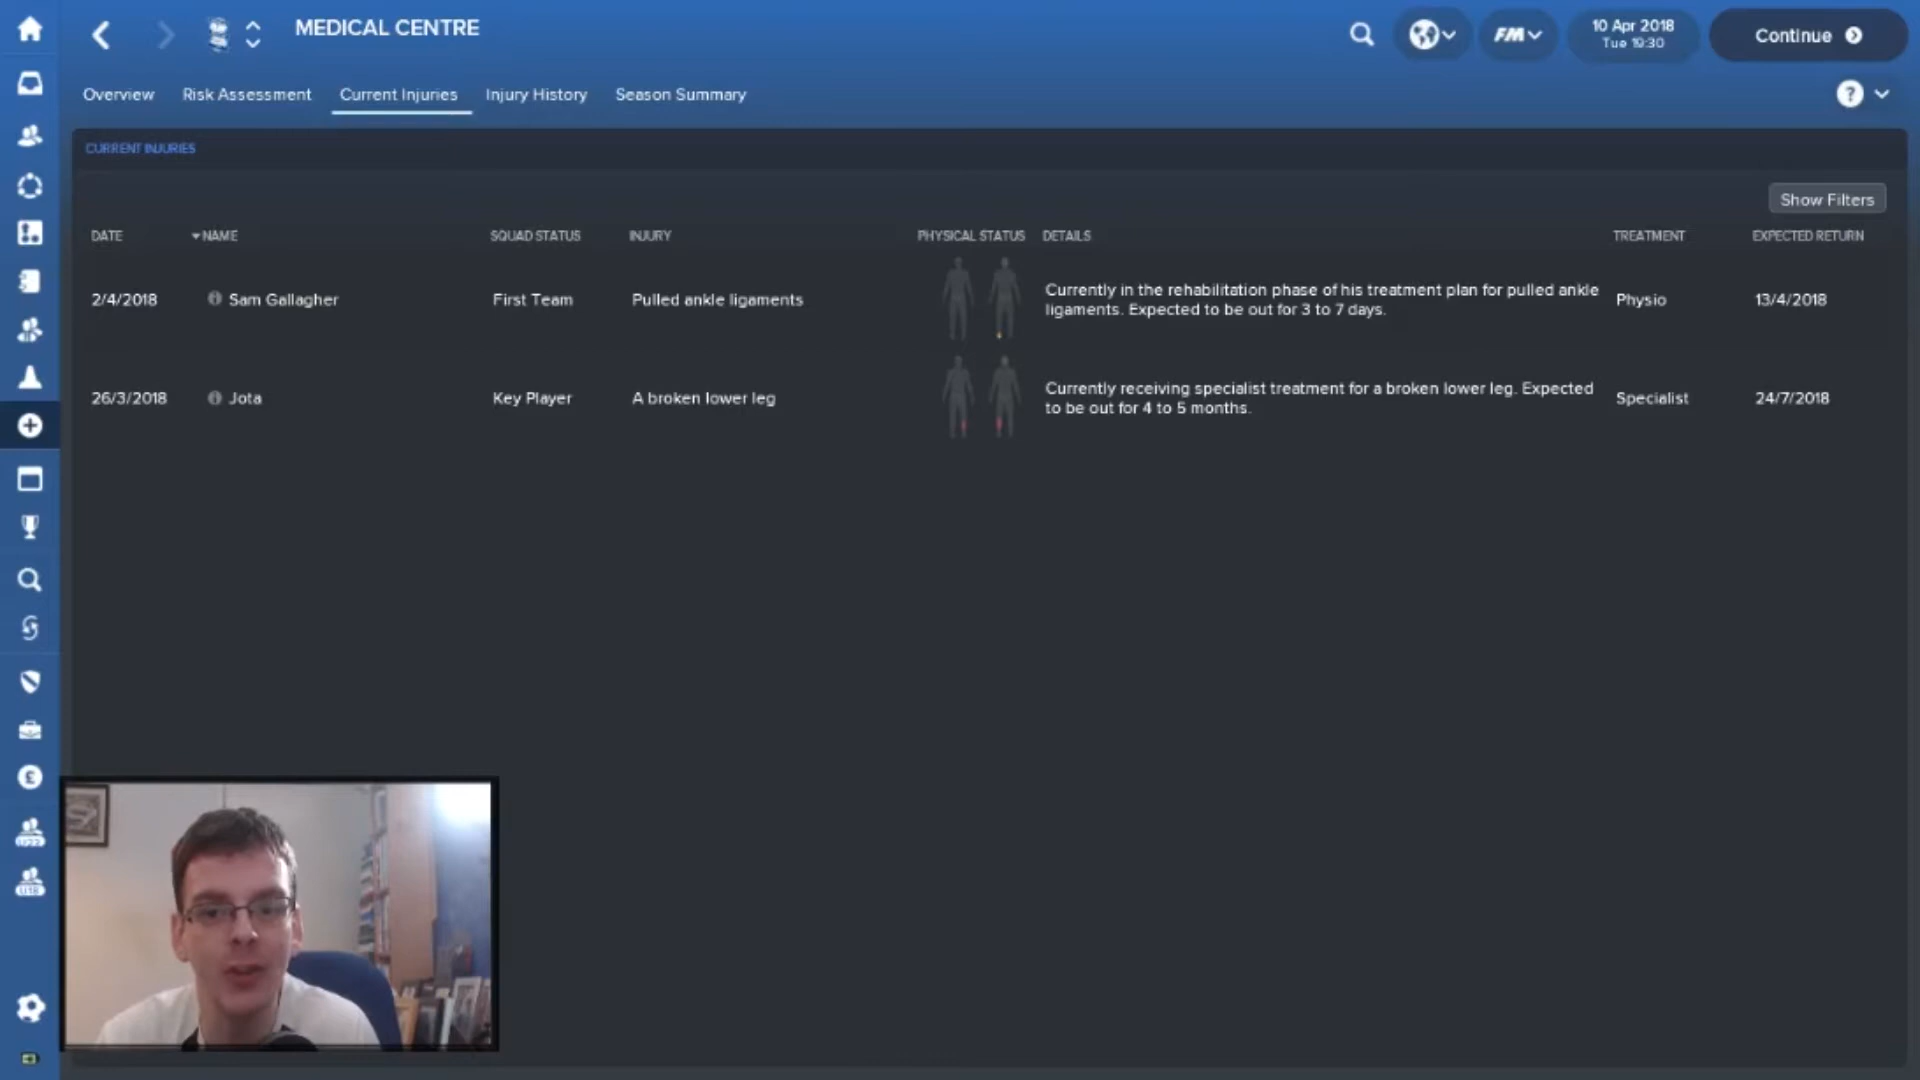 MEDICAL CENTRE
FM
10 Apr 2018
Tue 19:30
Continue
Overview Risk Assessment Current Injuries Injury History Season Summary
?
CURRENT INJURIES
Show Filters
DATE NAME SQUAD STATUS INJURY PHYSICAL STATUS DETAILS TREATMENT EXPECTED RETURN
2/4/2018 Sam Gallagher First Team Pulled ankle ligaments Currently in the rehabilitation phase of his treatment plan for pulled ankle Physio 13/4/2018
ligaments. Expected to be out for 3 to 7 days.
26/3/2018 Jota Key Player A broken lower leg Currently receiving specialist treatment for a broken lower leg. Expected Specialist 24/7/2018
to be out for 4 to 5 months.
£
U18